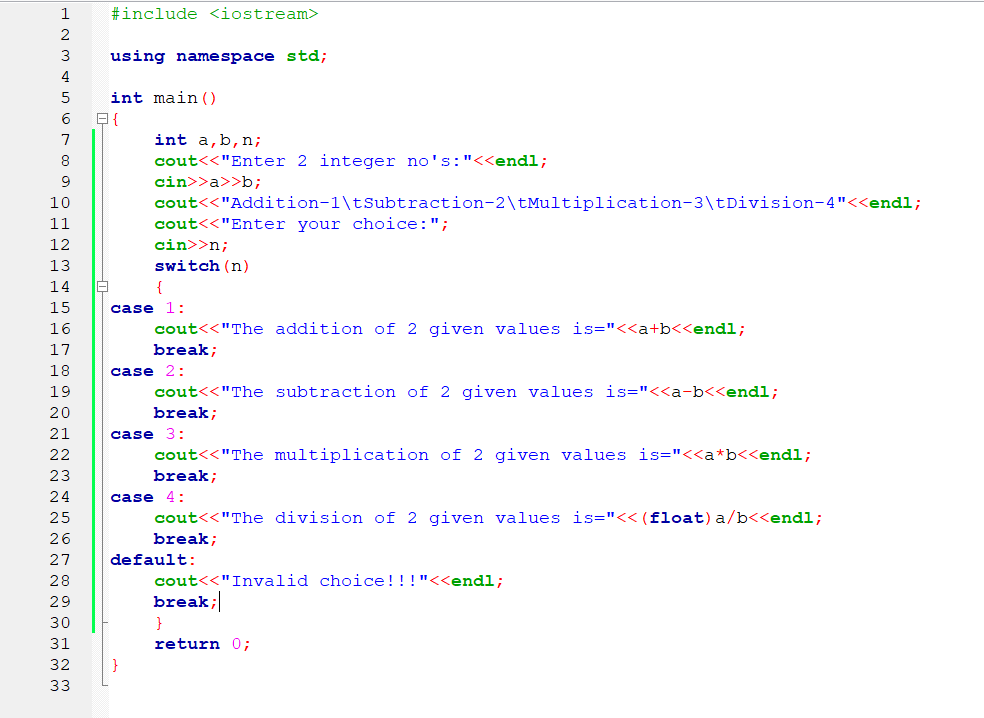 1 #include <iostream>
2
3 using namespace std;
4
5 int main()
6 {
7     int a,b,n;
8     cout<<"Enter 2 integer no's:"<<endl;
9     cin>>a>>b;
10     cout<<"Addition-1\tSubtraction-2\tMultiplication-3\tDivision-4"<<endl;
11     cout<<"Enter your choice:";
12     cin>>n;
13     switch(n)
14     {
15 case 1:
16     cout<<"The addition of 2 given values is="<<a+b<<endl;
17     break;
18 case 2:
19     cout<<"The subtraction of 2 given values is="<<a-b<<endl;
20     break;
21 case 3:
22     cout<<"The multiplication of 2 given values is="<<a*b<<endl;
23     break;
24 case 4:
25     cout<<"The division of 2 given values is="<<(float)a/b<<endl;
26     break;
27 default:
28     cout<<"Invalid choice!!!"<<endl;
29     break;
30     }
31     return 0;
32 }
33